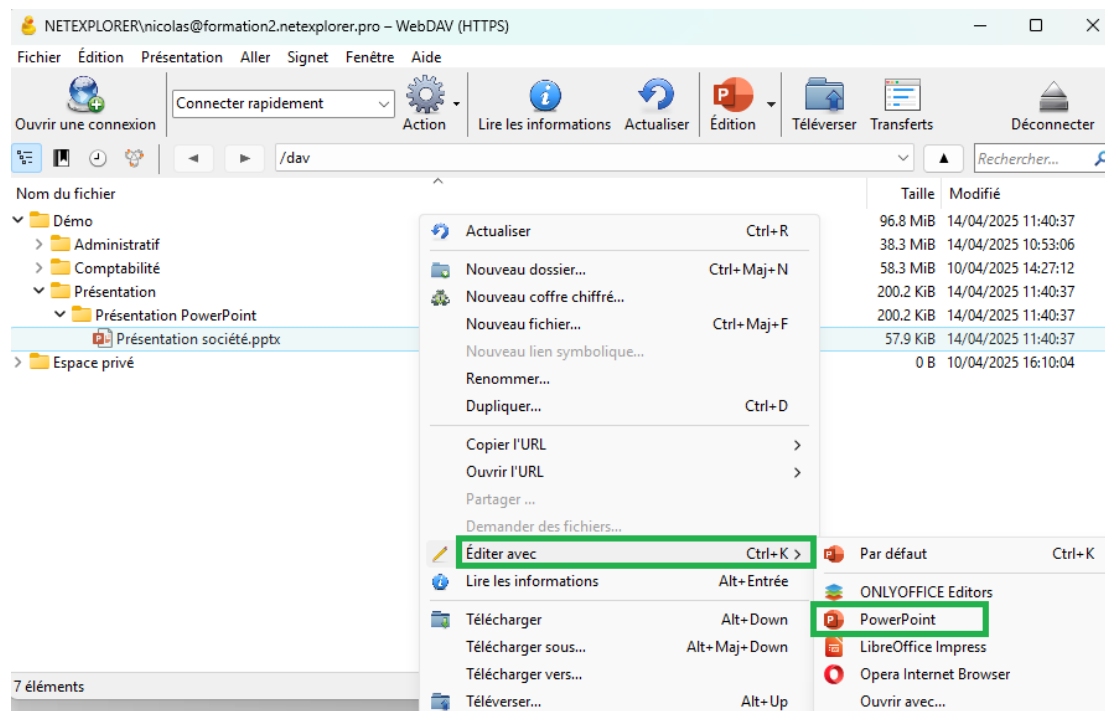 NETEXPLORER\nicolas@formation2.netexplorer.pro – WebDAV (HTTPS)
Fichier Édition Présentation Aller Signet Fenêtre Aide
Connecter rapidement
Ouvrir une connexion Action Lire les informations Actualiser Édition Téléverser Transferts Déconnecter
/dav Rechercher...
Nom du fichier Taille Modifié
Démo 96.8 MiB 14/04/2025 11:40:37
Administratif 38.3 MiB 14/04/2025 10:53:06
Comptabilité 58.3 MiB 10/04/2025 14:27:12
Présentation 200.2 KiB 14/04/2025 11:40:37
Présentation PowerPoint 200.2 KiB 14/04/2025 11:40:37
Présentation société.pptx 57.9 KiB 14/04/2025 11:40:37
Espace privé 0 B 10/04/2025 16:10:04
Actualiser Ctrl+R
Nouveau dossier... Ctrl+Maj+N
Nouveau coffre chiffré...
Nouveau fichier... Ctrl+Maj+F
Nouveau lien symbolique...
Renommer...
Dupliquer... Ctrl+D
Copier l'URL
Ouvrir l'URL
Partager ...
Demander des fichiers...
Éditer avec Ctrl+K
Lire les informations Alt+Entrée
Télécharger Alt+Down
Télécharger sous... Alt+Maj+Down
Télécharger vers...
Téléverser... Alt+Up
Par défaut Ctrl+K
ONLYOFFICE Editors
PowerPoint
LibreOffice Impress
Opera Internet Browser
Ouvrir avec...
7 éléments